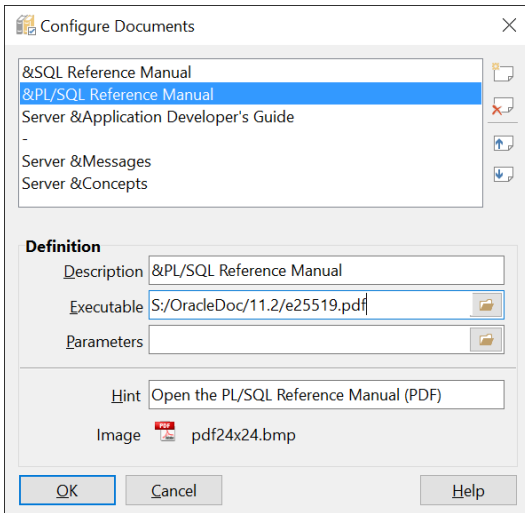 Configure Documents
&SQL Reference Manual
&PL/SQL Reference Manual
Server &Application Developer's Guide
-
Server &Messages
Server &Concepts
Definition
Description &PL/SQL Reference Manual
Executable S:/OracleDoc/11.2/e25519.pdf
Parameters
Hint Open the PL/SQL Reference Manual (PDF)
Image PDF pdf24x24.bmp
OK Cancel Help